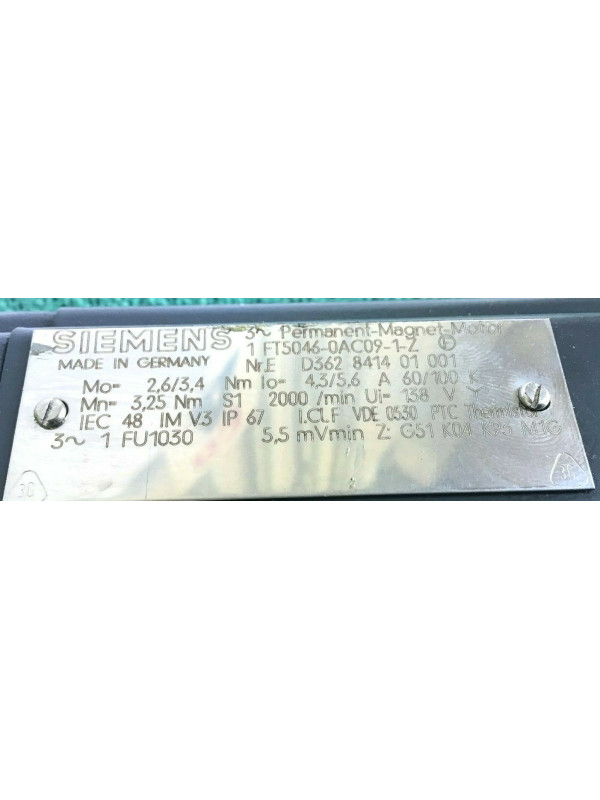 SIEMENS 3~ Permanent-Magnet-Motor
1 FT5046-0AC09-1-Z
MADE IN GERMANY Nr.E D362 8414 01 001
Mo= 2,6/3,4 Nm Io= 4,3/5,6 A 60/100 K
Mn= 3,25 Nm S1 2000 /min Ui= 138 V Y
IEC 48 IM V3 IP 67 I.CI.F VDE 0530 PTC Thermistor
3~ 1 FU1030 5,5 mVmin Z: G51 K04 M1G
3G